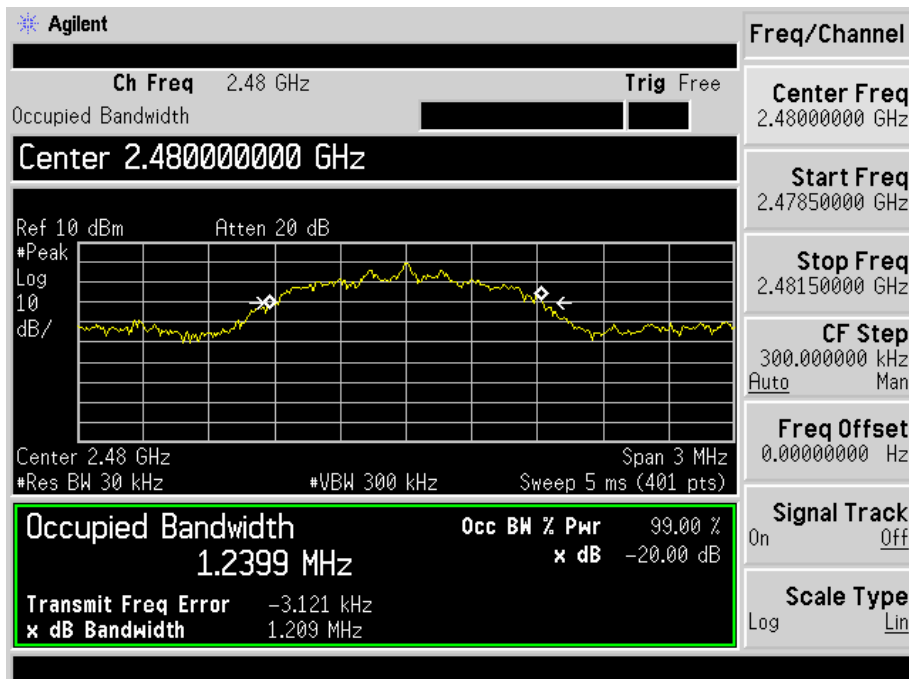 Agilent
Freq/Channel
Ch Freq 2.48 GHz Trig Free
Occupied Bandwidth
Center 2.480000000 GHz
Ref 10 dBm Atten 20 dB
#Peak
Log
10
dB/
Center 2.48 GHz Span 3 MHz
#Res BW 30 kHz #VBW 300 kHz Sweep 5 ms (401 pts)
Occupied Bandwidth Occ BW % Pwr 99.00 %
1.2399 MHz x dB -20.00 dB
Transmit Freq Error -3.121 kHz
x dB Bandwidth 1.209 MHz
Center Freq
2.48000000 GHz
Start Freq
2.47850000 GHz
Stop Freq
2.48150000 GHz
CF Step
300.000000 kHz
Auto Man
Freq Offset
0.00000000 Hz
Signal Track
On Off
Scale Type
Log Lin